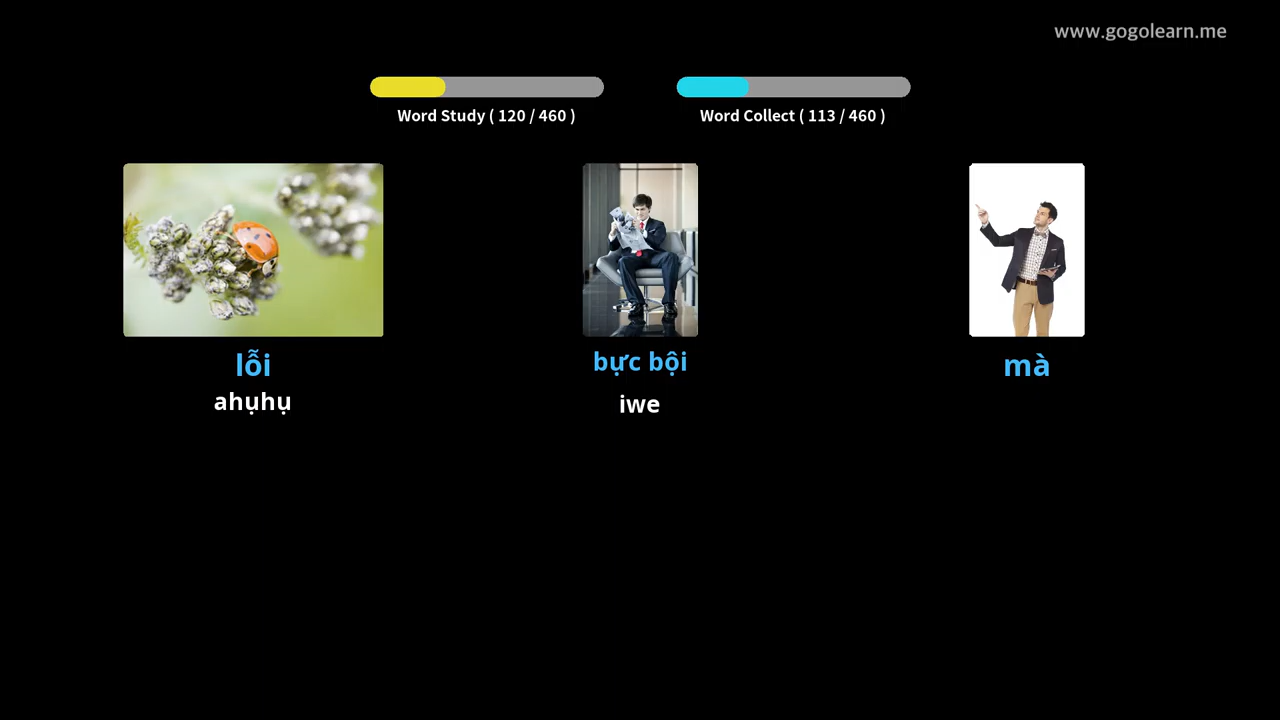 www.gogolearn.me
Word Study ( 120 / 460 )
Word Collect ( 113 / 460 )
lỗi
ahụhụ
bực bội
iwe
mà